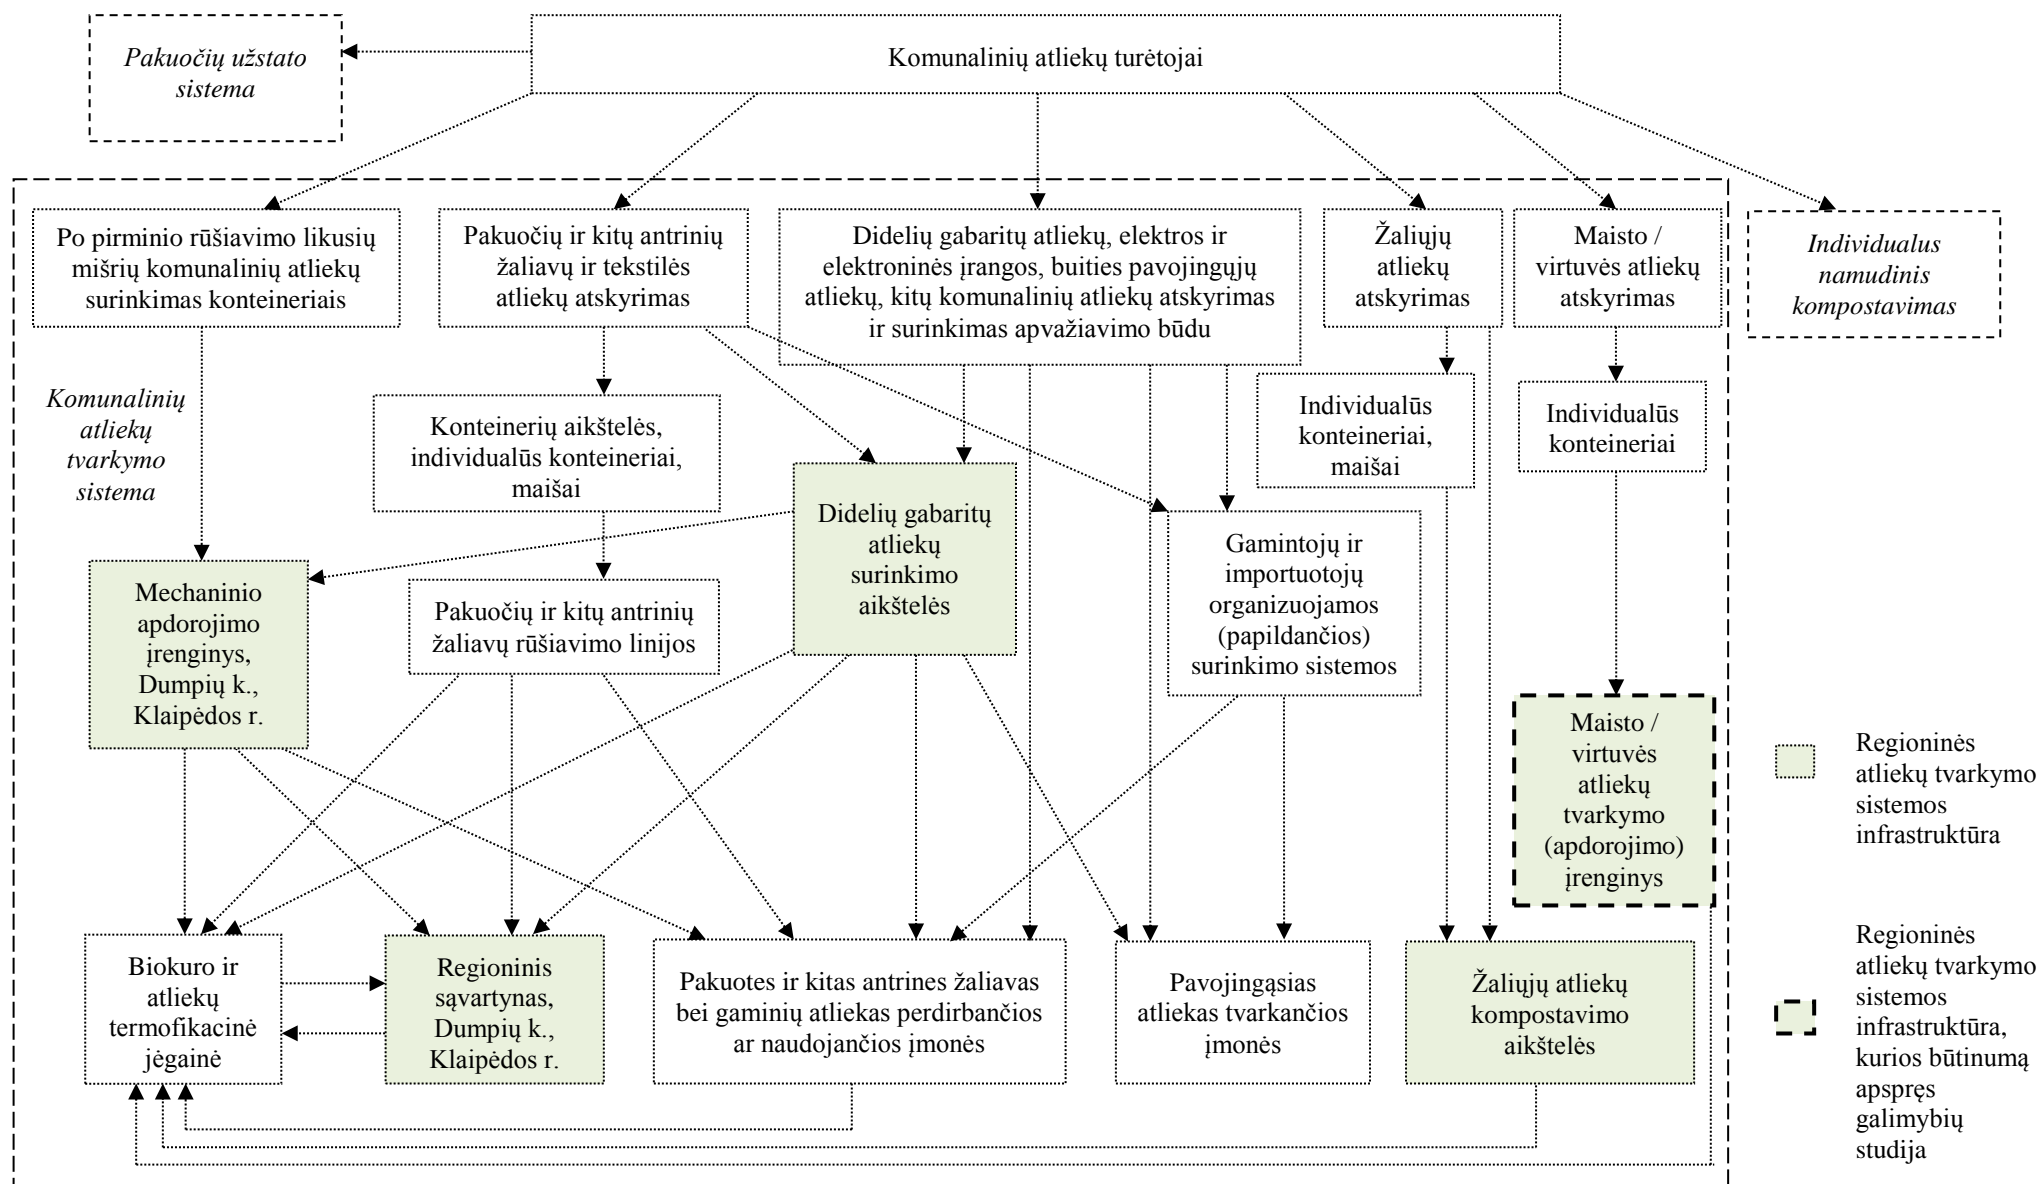 Pakuočių užstato
sistema
Komunalinių atliekų turėtojai
Po pirminio rūšiavimo likusių
mišrių komunalinių atliekų
surinkimas konteineriais
Pakuočių ir kitų antrinių
žaliavų ir tekstilės
atliekų atskyrimas
Didelių gabaritų atliekų, elektros ir
elektroninės įrangos, buities pavojingųjų
atliekų, kitų komunalinių atliekų atskyrimas
ir surinkimas apvažiavimo būdu
Žaliųjų
atliekų
atskyrimas
Maisto /
virtuvės atliekų
atskyrimas
Individualus
namudinis
kompostavimas
Komunalinių
atliekų
tvarkymo
sistema
Konteinerių aikštelės,
individualūs konteineriai,
maišai
Individualūs
konteineriai,
maišai
Individualūs
konteineriai
Didelių gabaritų
atliekų
surinkimo
aikštelės
Gamintojų ir
importuotojų
organizuojamos
(papildančios)
surinkimo sistemos
Mechaninio
apdorojimo
įrenginys,
Dumpių k.,
Klaipėdos r.
Pakuočių ir kitų antrinių
žaliavų rūšiavimo linijos
Maisto /
virtuvės
atliekų
tvarkymo
(apdorojimo)
įrenginys
Regioninės
atliekų tvarkymo
sistemos
infrastruktūra
Biokuro ir
atliekų
termofikacinė
jėgainė
Regioninis
sąvartynas,
Dumpių k.,
Klaipėdos r.
Pakuotes ir kitas antrines žaliavas
bei gaminių atliekas perdirbančios
ar naudojančios įmonės
Pavojingąsias
atliekas tvarkančios
įmonės
Žaliųjų atliekų
kompostavimo
aikštelės
Regioninės
atliekų tvarkymo
sistemos
infrastruktūra,
kurios būtinumą
apspręs
galimybių
studija